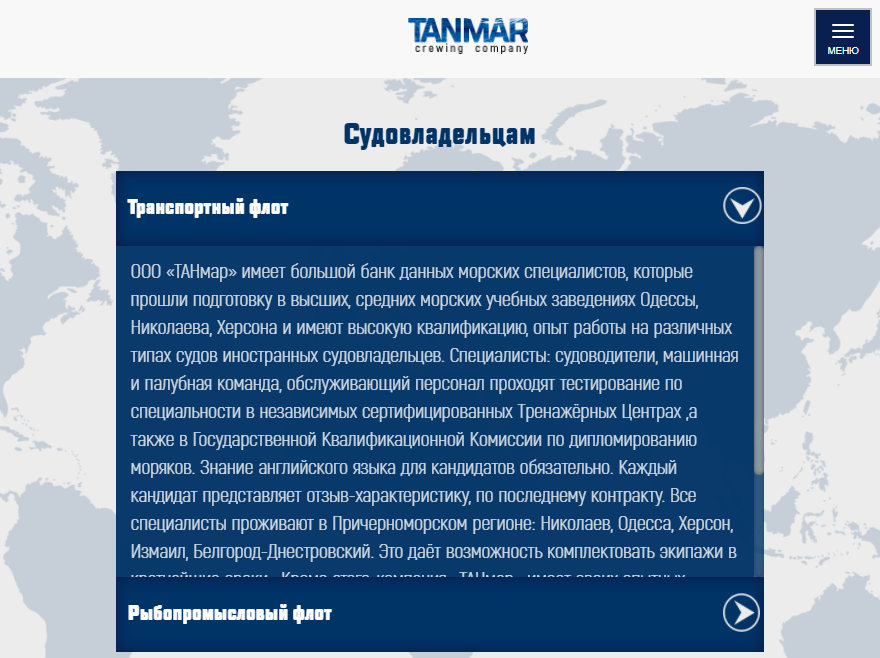 TANMAR
crewing company
МЕНЮ
Судовладельцам
Транспортный флот
ООО «ТАНмар» имеет большой банк данных морских специалистов, которые
прошли подготовку в высших, средних морских учебных заведениях Одессы,
Николаева, Херсона и имеют высокую квалификацию, опыт работы на различных
типах судов иностранных судовладельцев. Специалисты: судоводители, машинная
и палубная команда, обслуживающий персонал проходят тестирование по
специальности в независимых сертифицированных Тренажёрных Центрах ,а
также в Государственной Квалификационной Комиссии по дипломированию
моряков. Знание английского языка для кандидатов обязательно. Каждый
кандидат представляет отзыв-характеристику, по последнему контракту. Все
специалисты проживают в Причерноморском регионе: Николаев, Одесса, Херсон,
Измаил, Белгород-Днестровский. Это даёт возможность комплектовать экипажи в
Рыбопромысловый флот